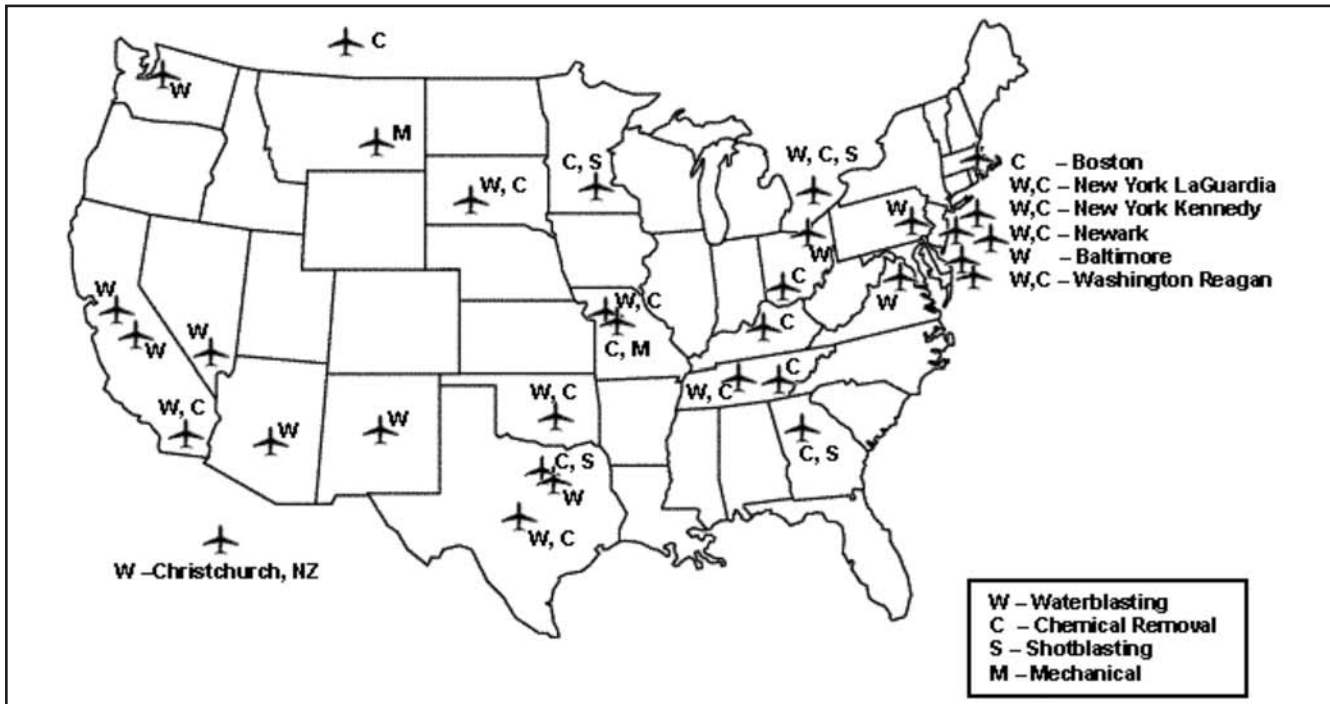 C
W
M
W, C, S
C, S
C – Boston
W, C
W,C – New York LaGuardia
W,C – New York Kennedy
W
W
W,C – Newark
W – Baltimore
W
W,C – Washington Reagan
C
W
W, C
C
W
W
C, M
C
W, C
W, C
W, C
W
W
C, S
C, S
W
W, C
W –Christchurch, NZ
W – Waterblasting
C – Chemical Removal
S – Shotblasting
M – Mechanical